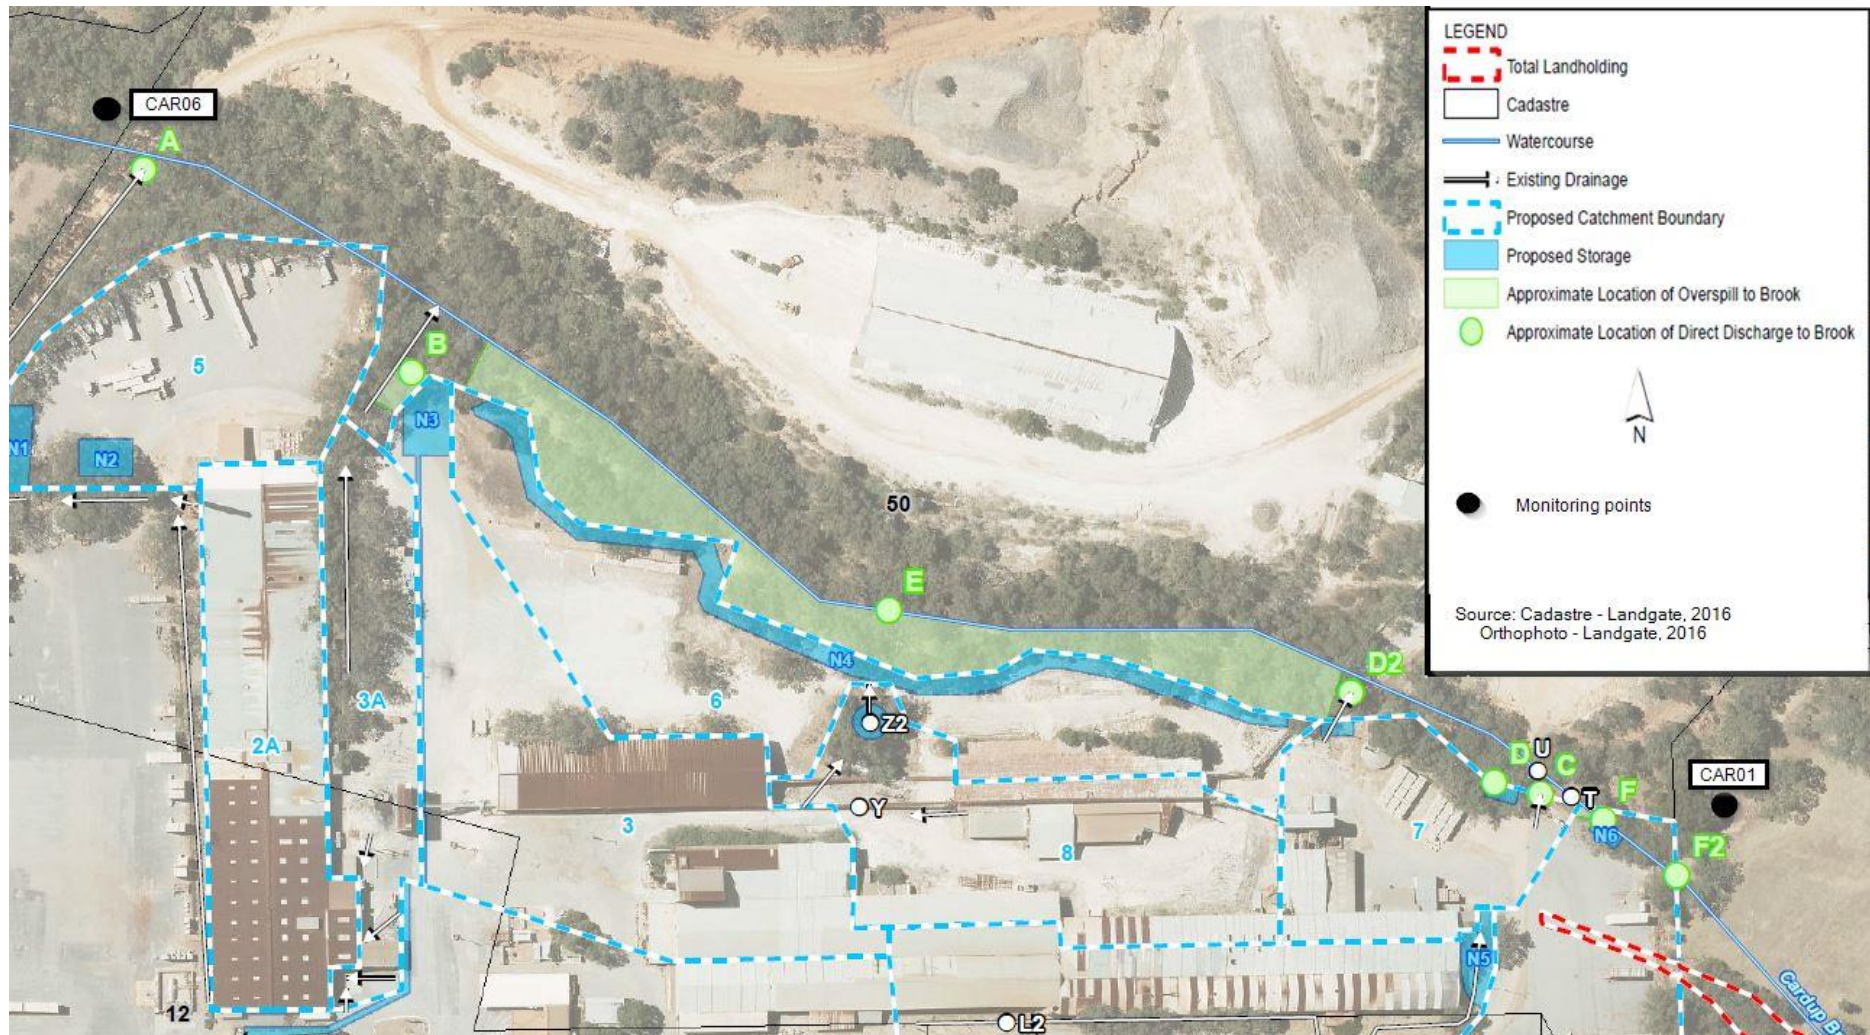 LEGEND
Total Landholding
Cadastre
Watercourse
Existing Drainage
Proposed Catchment Boundary
Proposed Storage
Approximate Location of Overspill to Brook
Approximate Location of Direct Discharge to Brook
N
Monitoring points
Source: Cadastre - Landgate, 2016
Orthophoto - Landgate, 2016
CAR06
A
5
B
N3
N1
N2
50
E
N4
D2
3A
6
Z2
2A
U
D
C
CAR01
T
F
N6
Y
3
7
8
F2
N5
12
L2
Cardup